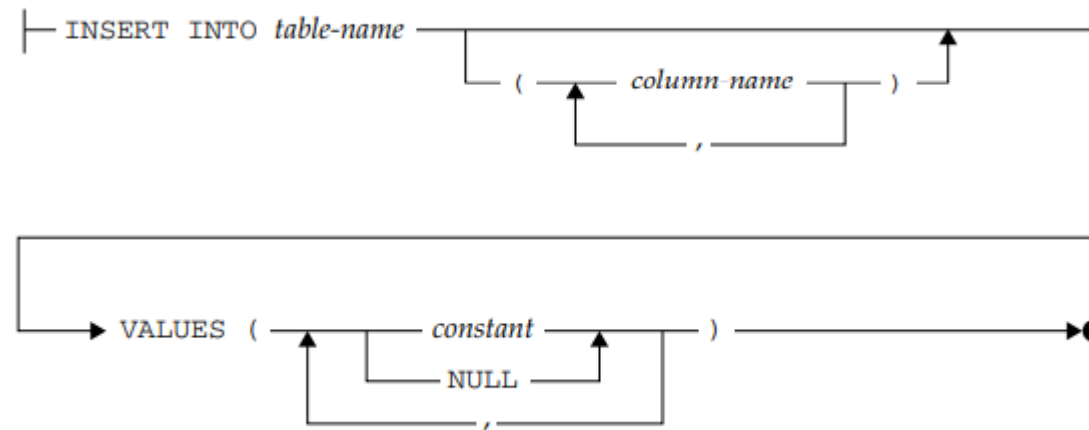 INSERT INTO table-name
( column-name )
,
VALUES ( constant )
NULL
,